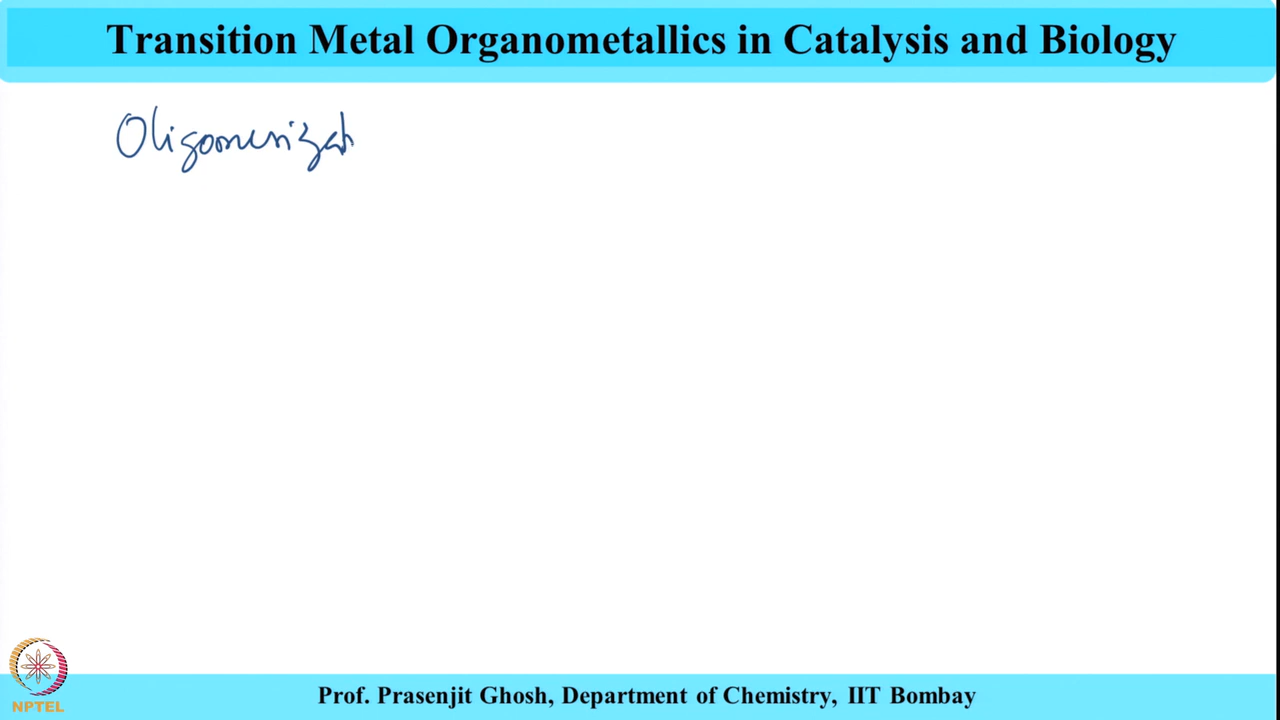 Transition Metal Organometallics in Catalysis and Biology
Oligomerizat
Prof. Prasenjit Ghosh, Department of Chemistry, IIT Bombay
NPTEL